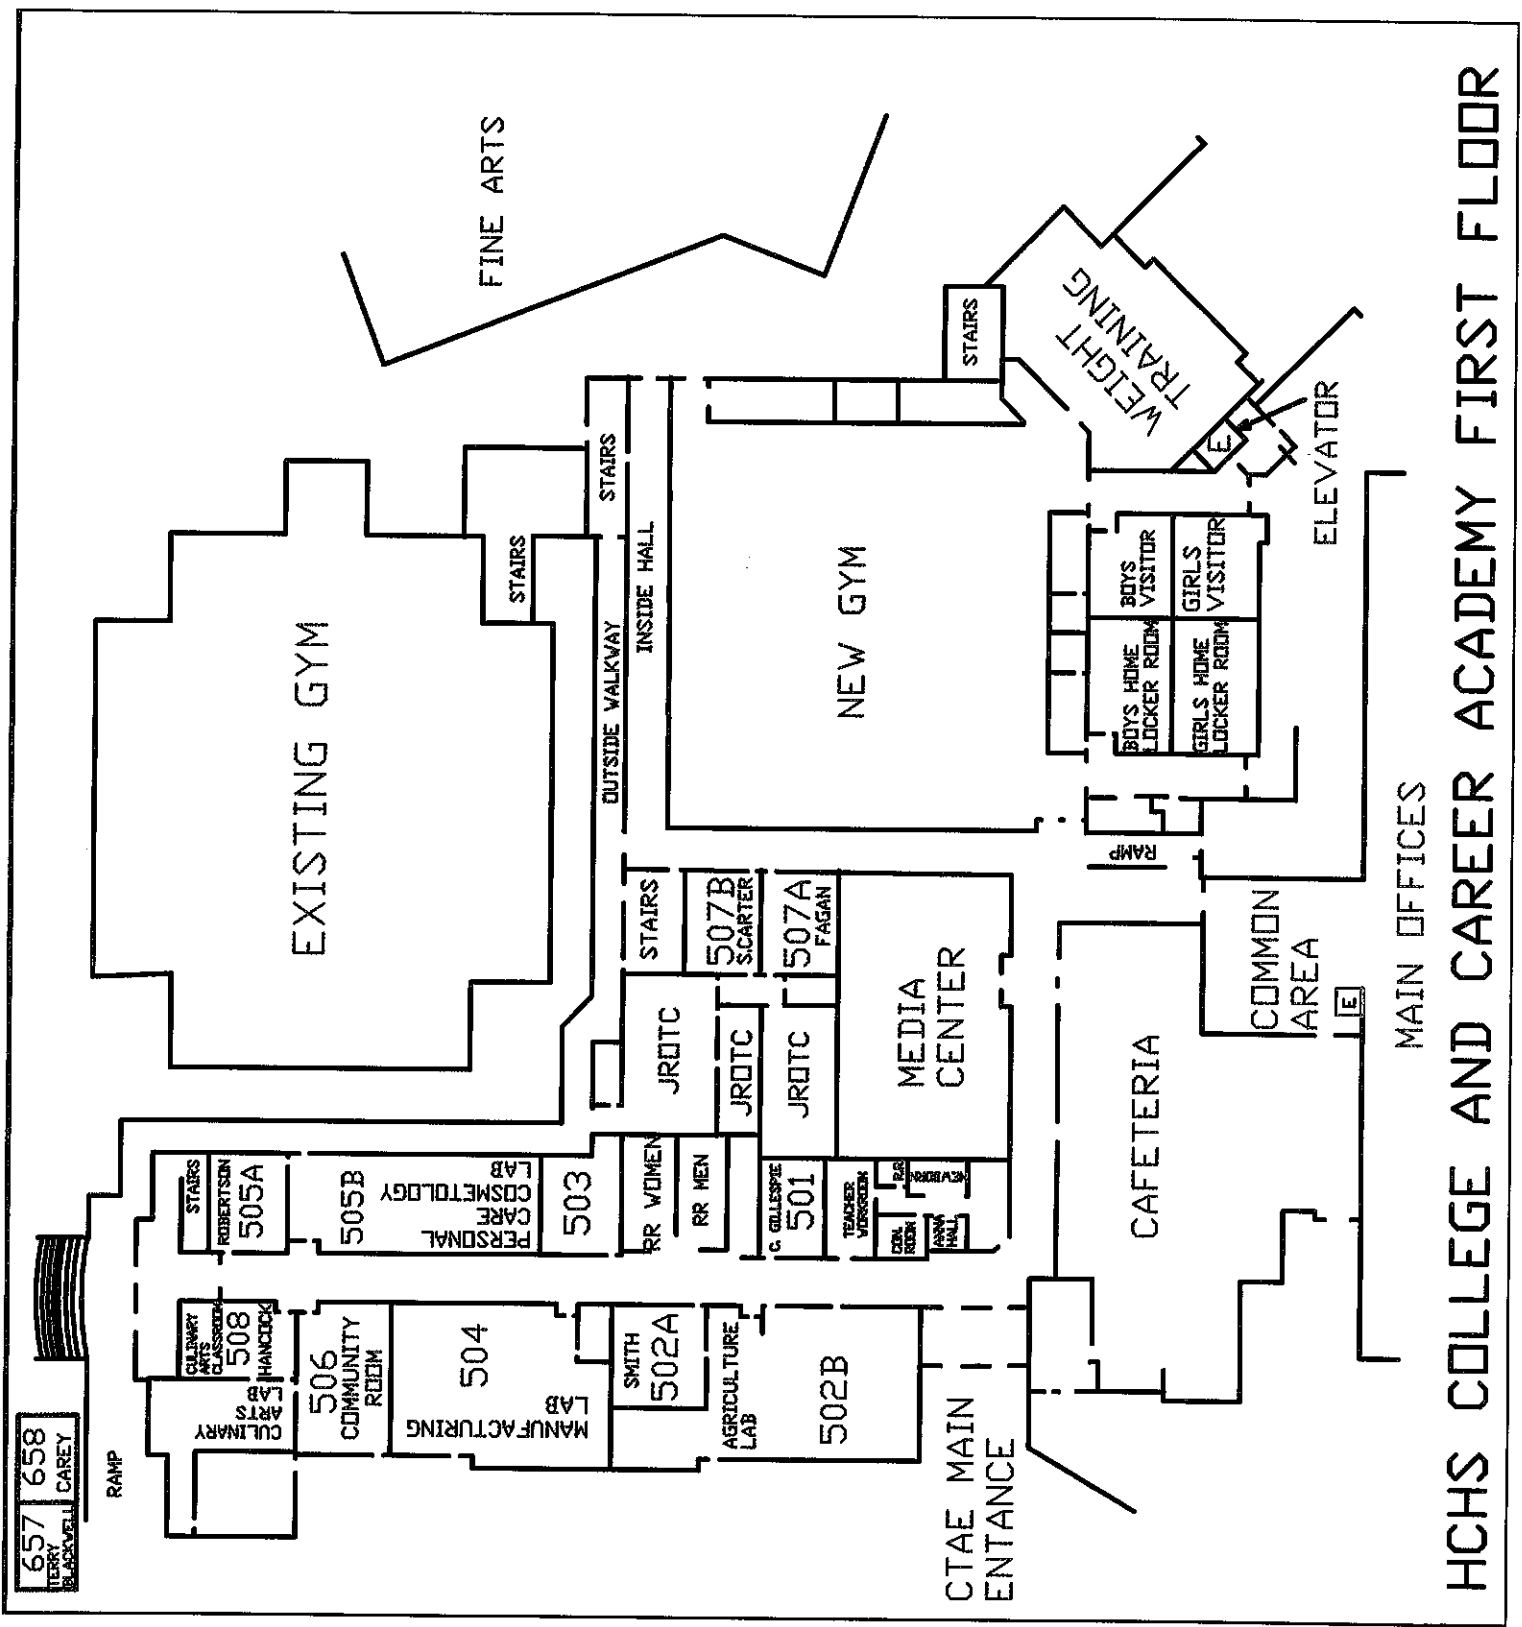 657
TERRY
BLACKWELL
658
CAREY
RAMP
CULINARY
ARTS
LAB
CULINARY
ARTS
CLASSROOM
508
HANCOCK
506
COMMUNITY
ROOM
504
MANUFACTURING
LAB
SMITH
502A
AGRICULTURE
LAB
502B
CTAE MAIN
ENTANCE
STAIRS
ROBERTSON
505A
505B
PERSONAL
CARE
COSMETOLOGY
LAB
503
RR WOMEN
RR MEN
C. GILLESPIE
501
TEACHER
WORKROOM
R.R
NEWBORN
ROOM
ANNA
HALL
CAFETERIA
JROTC
JROTC
JROTC
MEDIA
CENTER
STAIRS
507B
S.CARTER
507A
FAGAN
RAMP
COMMON
AREA
E
MAIN OFFICES
EXISTING GYM
STAIRS
OUTSIDE WALKWAY
INSIDE HALL
STAIRS
NEW GYM
BOYS HOME
LOCKER ROOM
GIRLS HOME
LOCKER ROOM
BOYS
VISITOR
GIRLS
VISITOR
ELEVATOR
E
WEIGHT
TRAINING
STAIRS
FINE ARTS
HCHS COLLEGE AND CAREER ACADEMY FIRST FLOOR